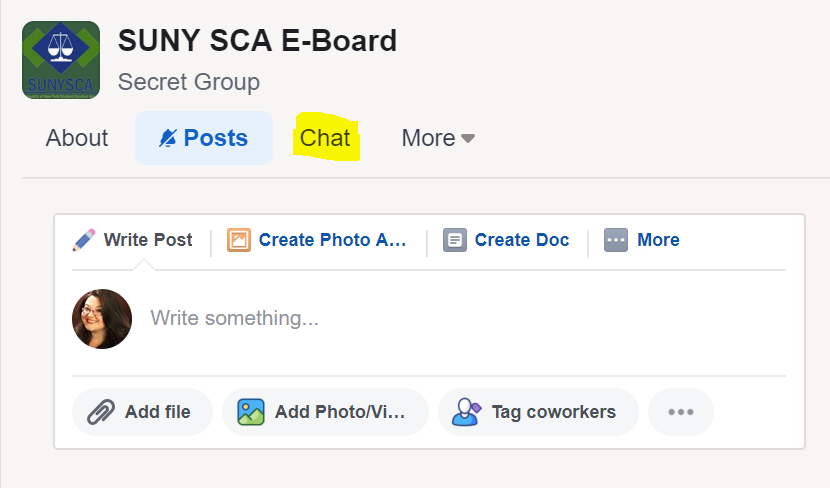 SUNY SCA E-Board
SUNYSCA
Secret Group
About Posts Chat More
Write Post Create Photo A... Create Doc More
Write something...
Add file Add Photo/Vi... Tag coworkers